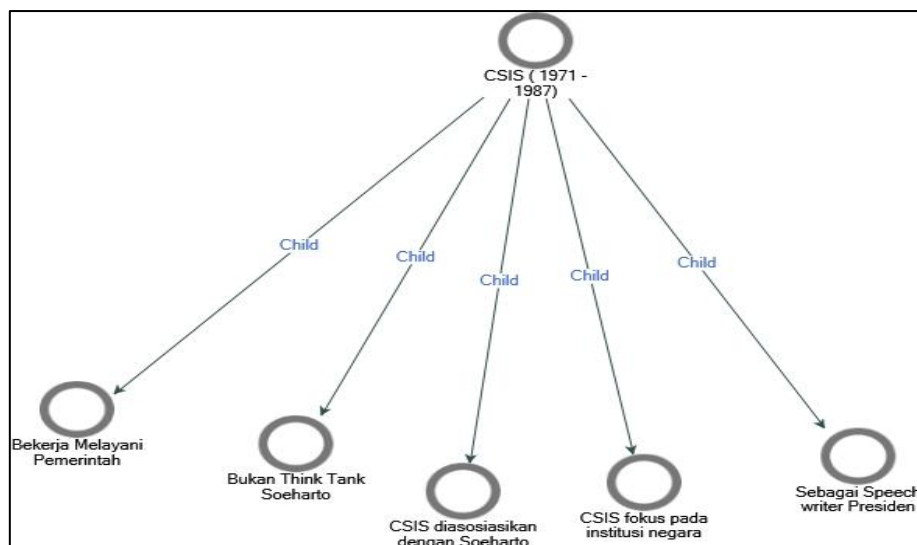 CSIS ( 1971 -
1987)
Child
Child
Child
Child
Child
Bekerja Melayani
Pemerintah
Bukan Think Tank
Soeharto
CSIS diasosiasikan
dengan Soeharto
CSIS fokus pada
institusi negara
Sebagai Speech
writer Presiden